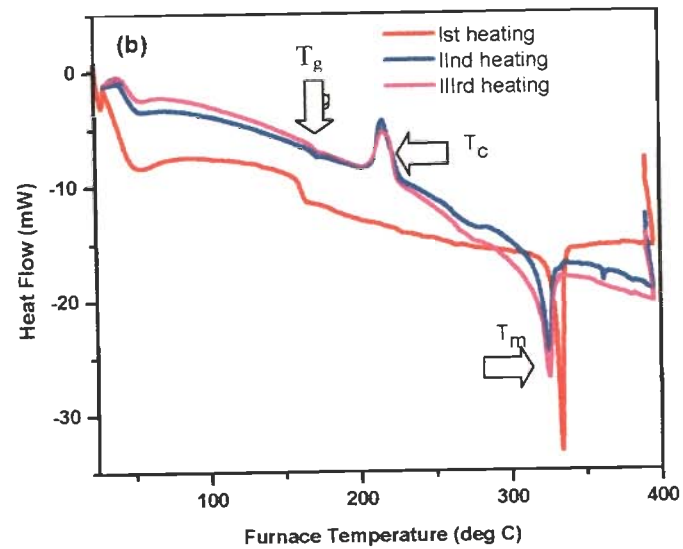 (b)
Ist heating
IInd heating
IIIrd heating
Tg
g
Tc
Tm
0
-10
-20
-30
Heat Flow (mW)
100
200
300
400
Furnace Temperature (deg C)